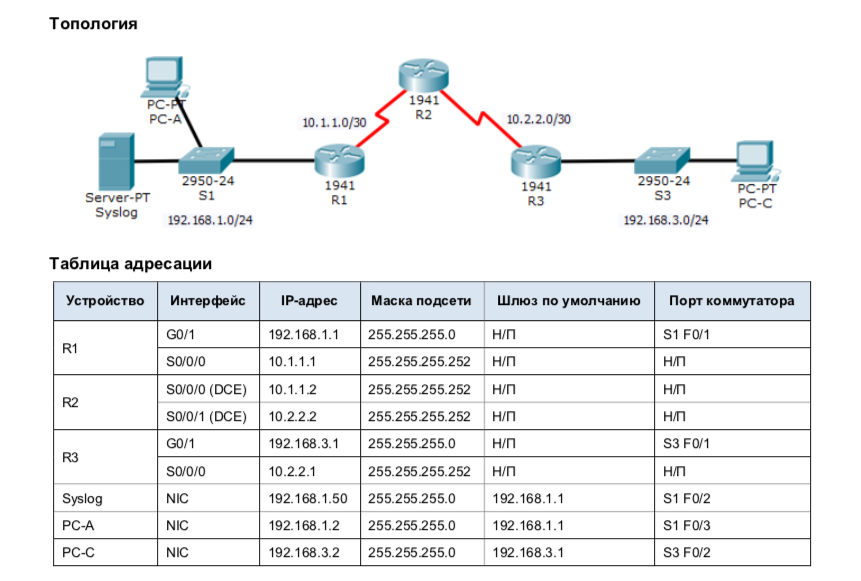 Топология
PC-PT
PC-A
Server-PT
Syslog
2950-24
S1
192.168.1.0/24
10.1.1.0/30
1941
R1
1941
R2
10.2.2.0/30
1941
R3
2950-24
S3
192.168.3.0/24
PC-PT
PC-C
Таблица адресации
Устройство Интерфейс IP-адрес Маска подсети Шлюз по умолчанию Порт коммутатора
R1 G0/1 192.168.1.1 255.255.255.0 Н/П S1 F0/1
S0/0/0 10.1.1.1 255.255.255.252 Н/П Н/П
R2 S0/0/0 (DCE) 10.1.1.2 255.255.255.252 Н/П Н/П
S0/0/1 (DCE) 10.2.2.2 255.255.255.252 Н/П Н/П
R3 G0/1 192.168.3.1 255.255.255.0 Н/П S3 F0/1
S0/0/0 10.2.2.1 255.255.255.252 Н/П Н/П
Syslog NIC 192.168.1.50 255.255.255.0 192.168.1.1 S1 F0/2
PC-A NIC 192.168.1.2 255.255.255.0 192.168.1.1 S1 F0/3
PC-C NIC 192.168.3.2 255.255.255.0 192.168.3.1 S3 F0/2